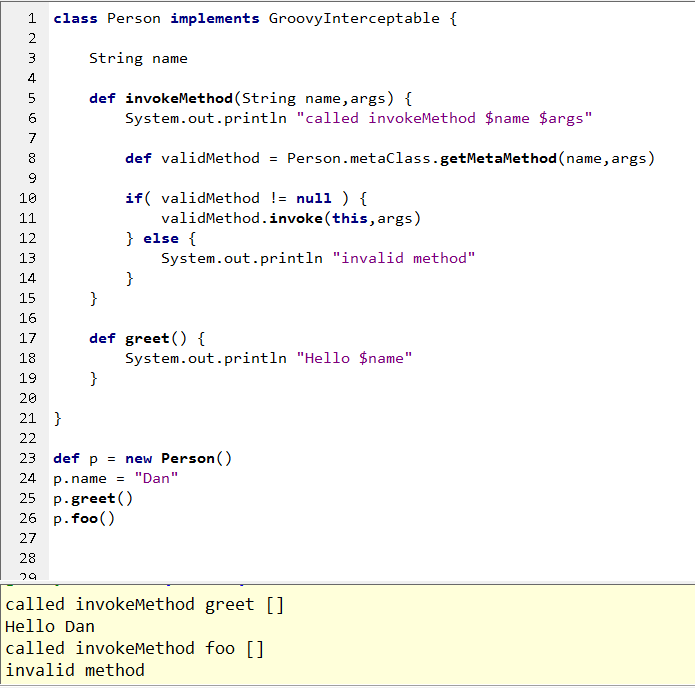 1 class Person implements GroovyInterceptable {
2
3     String name
4
5     def invokeMethod(String name,args) {
6         System.out.println "called invokeMethod $name $args"
7
8         def validMethod = Person.metaClass.getMetaMethod(name,args)
9
10         if( validMethod != null ) {
11             validMethod.invoke(this,args)
12         } else {
13             System.out.println "invalid method"
14         }
15     }
16
17     def greet() {
18         System.out.println "Hello $name"
19     }
20
21 }
22
23 def p = new Person()
24 p.name = "Dan"
25 p.greet()
26 p.foo()
27
28
29
called invokeMethod greet []
Hello Dan
called invokeMethod foo []
invalid method